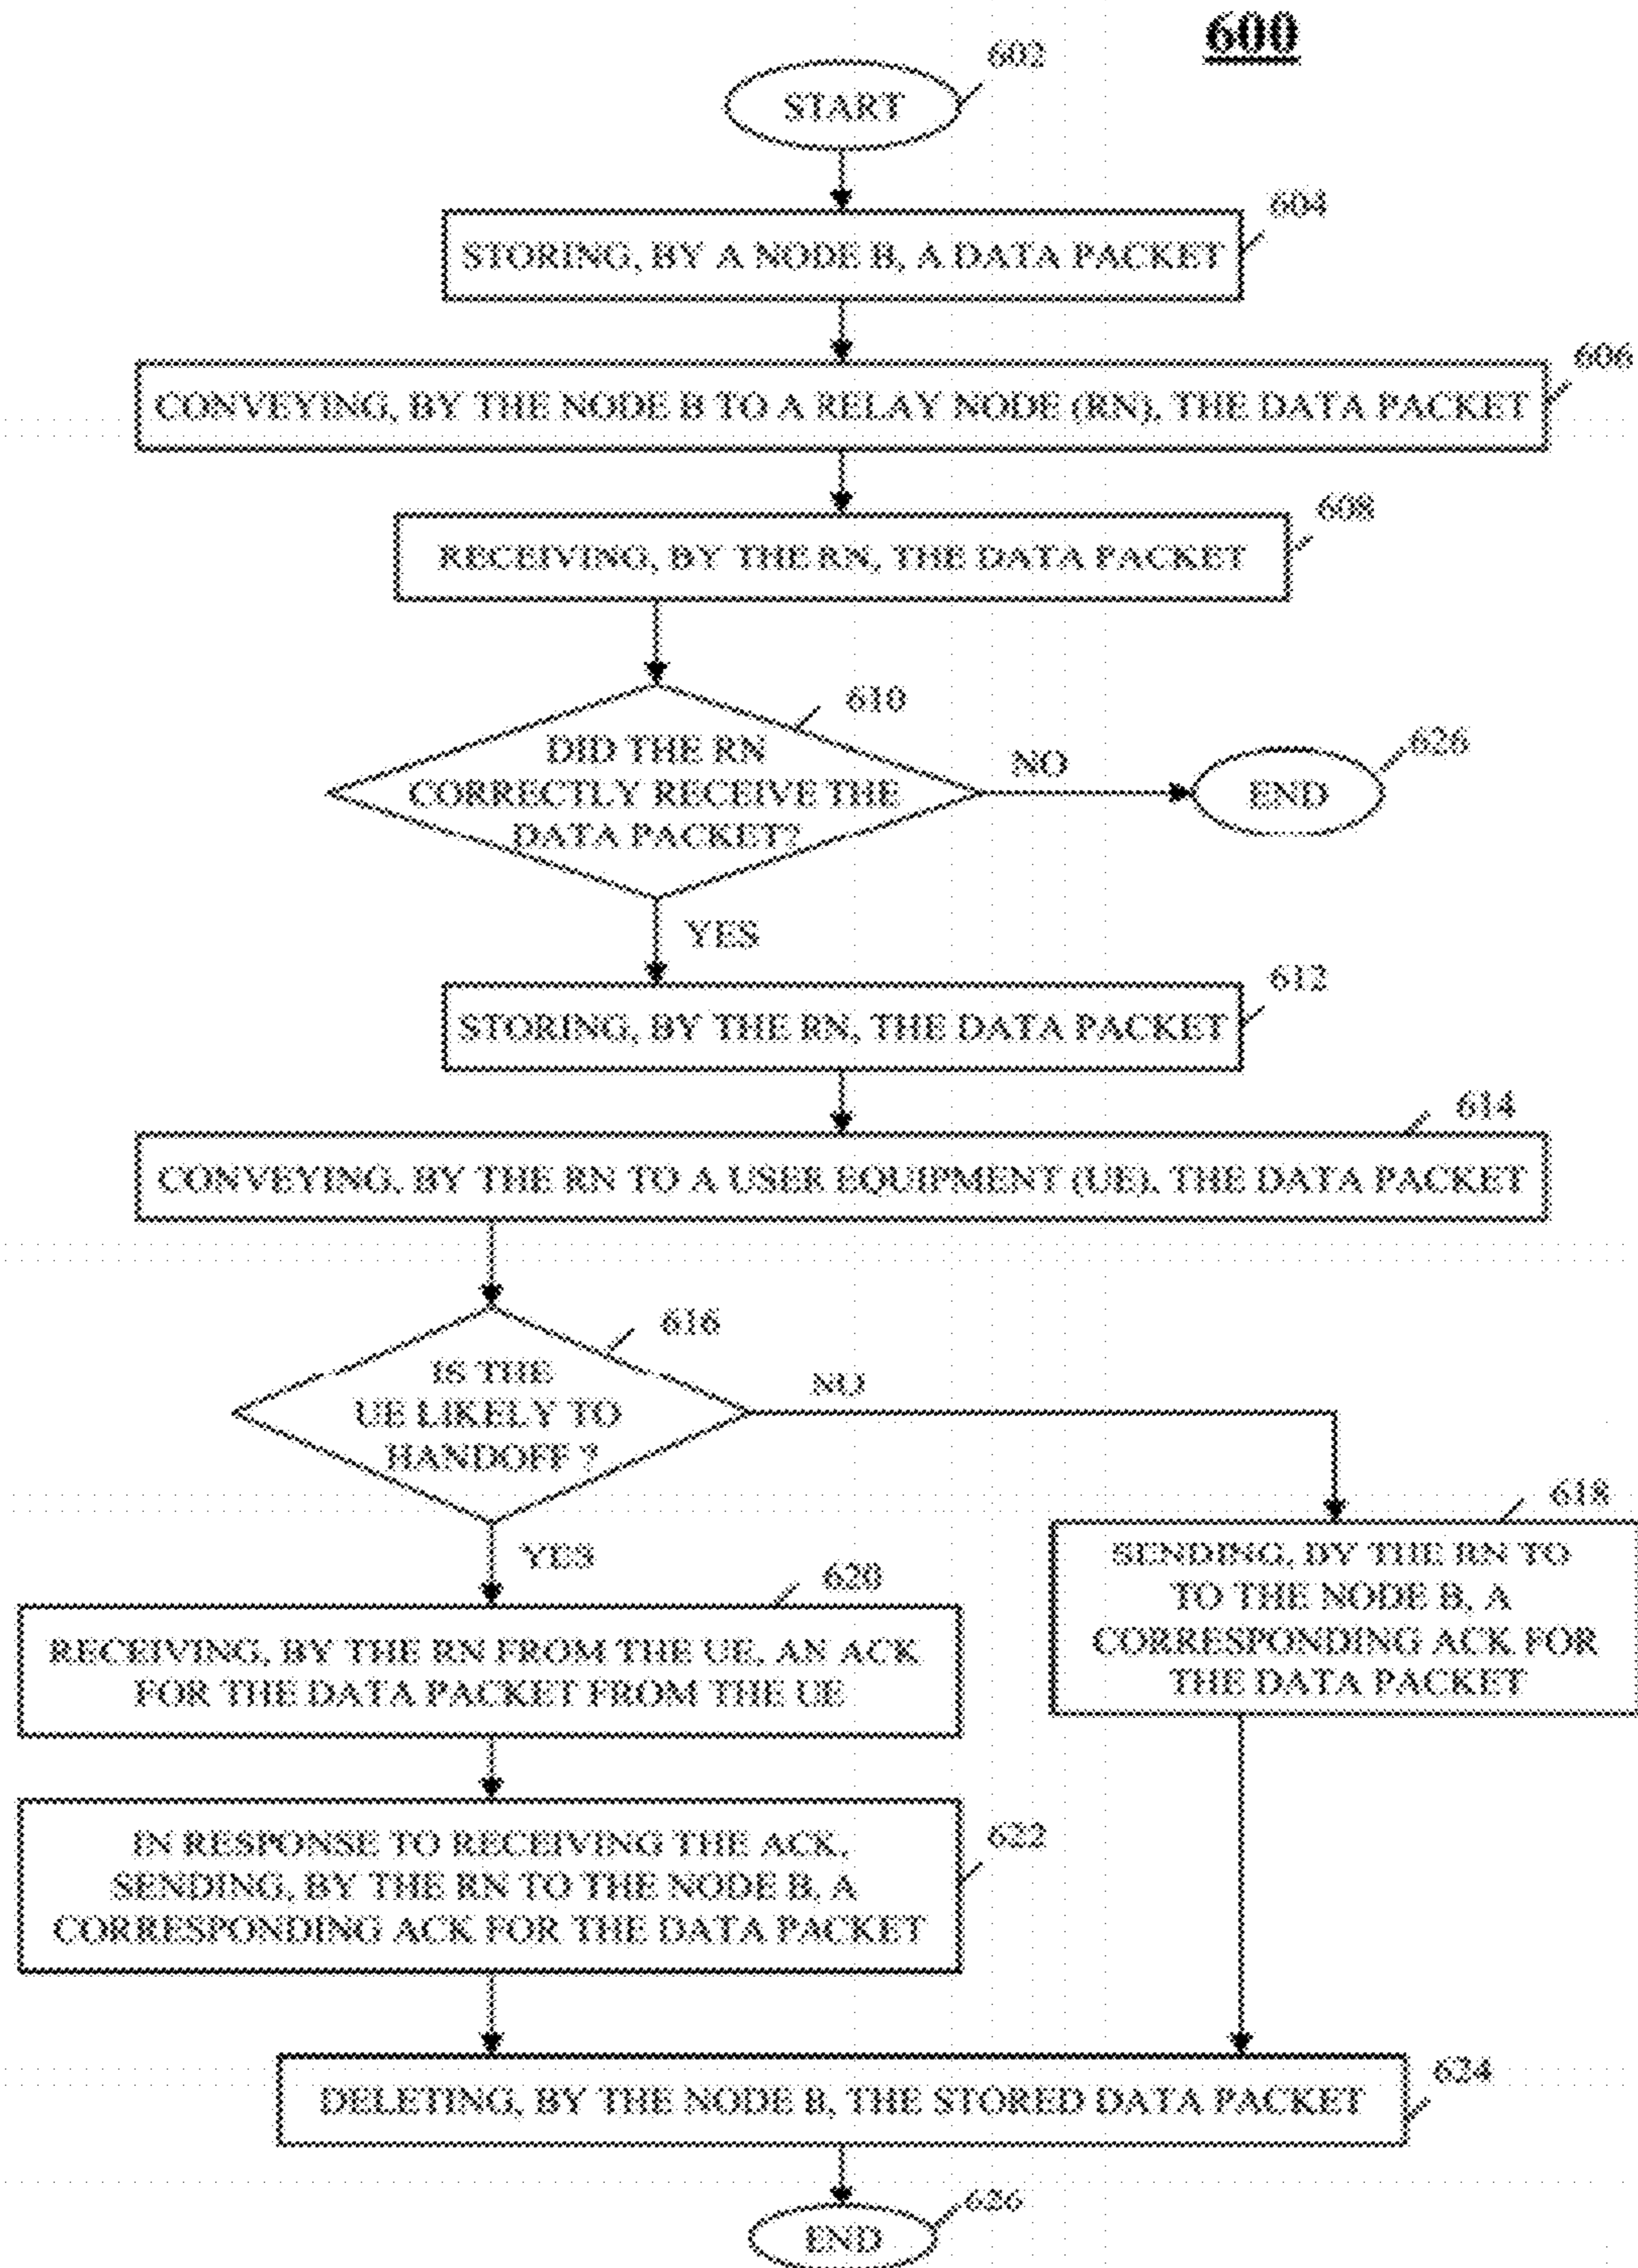 600
602
START
604
STORING, BY A NODE B, A DATA PACKET
606
CONVEYING, BY THE NODE B TO A RELAY NODE (RN), THE DATA PACKET
608
RECEIVING, BY THE RN, THE DATA PACKET
610
DID THE RN
CORRECTLY RECEIVE THE
DATA PACKET?
NO
626
END
YES
612
STORING, BY THE RN, THE DATA PACKET
614
CONVEYING, BY THE RN TO A USER EQUIPMENT (UE), THE DATA PACKET
616
IS THE
UE LIKELY TO
HANDOFF ?
NO
618
SENDING, BY THE RN TO
TO THE NODE B, A
CORRESPONDING ACK FOR
THE DATA PACKET
YES
620
RECEIVING, BY THE RN FROM THE UE, AN ACK
FOR THE DATA PACKET FROM THE UE
622
IN RESPONSE TO RECEIVING THE ACK,
SENDING, BY THE RN TO THE NODE B, A
CORRESPONDING ACK FOR THE DATA PACKET
624
DELETING, BY THE NODE B, THE STORED DATA PACKET
626
END